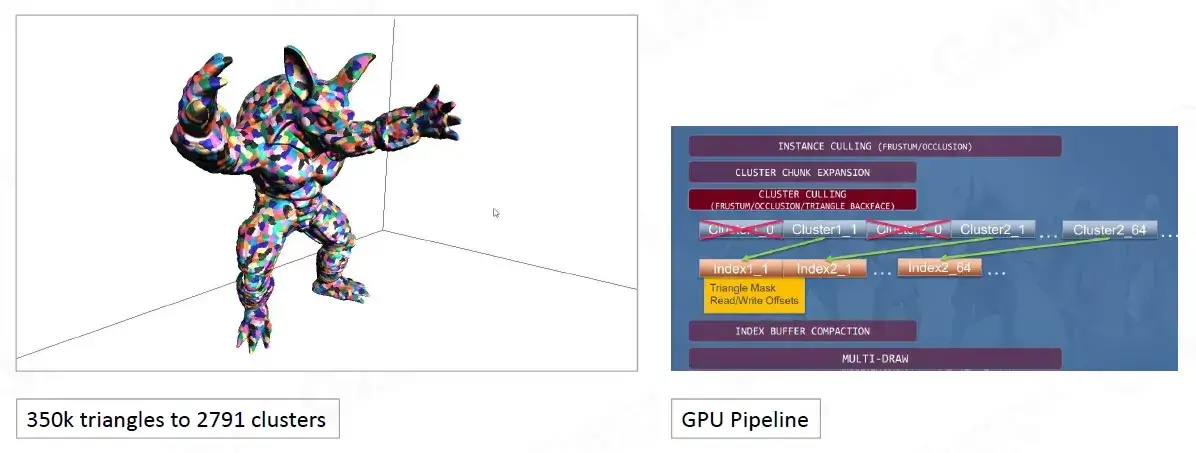 INSTANCE CULLING (FRUSTUM/OCCLUSION)
CLUSTER CHUNK EXPANSION
CLUSTER CULLING
(FRUSTUM/OCCLUSION/TRIANGLE BACKFACE)
Cluster1_0 Cluster1_1 Cluster2_0 Cluster2_1 ... Cluster2_64 ...
Index1_1 Index2_1 ... Index2_64 ...
Triangle Mask
Read/Write Offsets
INDEX BUFFER COMPACTION
MULTI-DRAW
350k triangles to 2791 clusters
GPU Pipeline